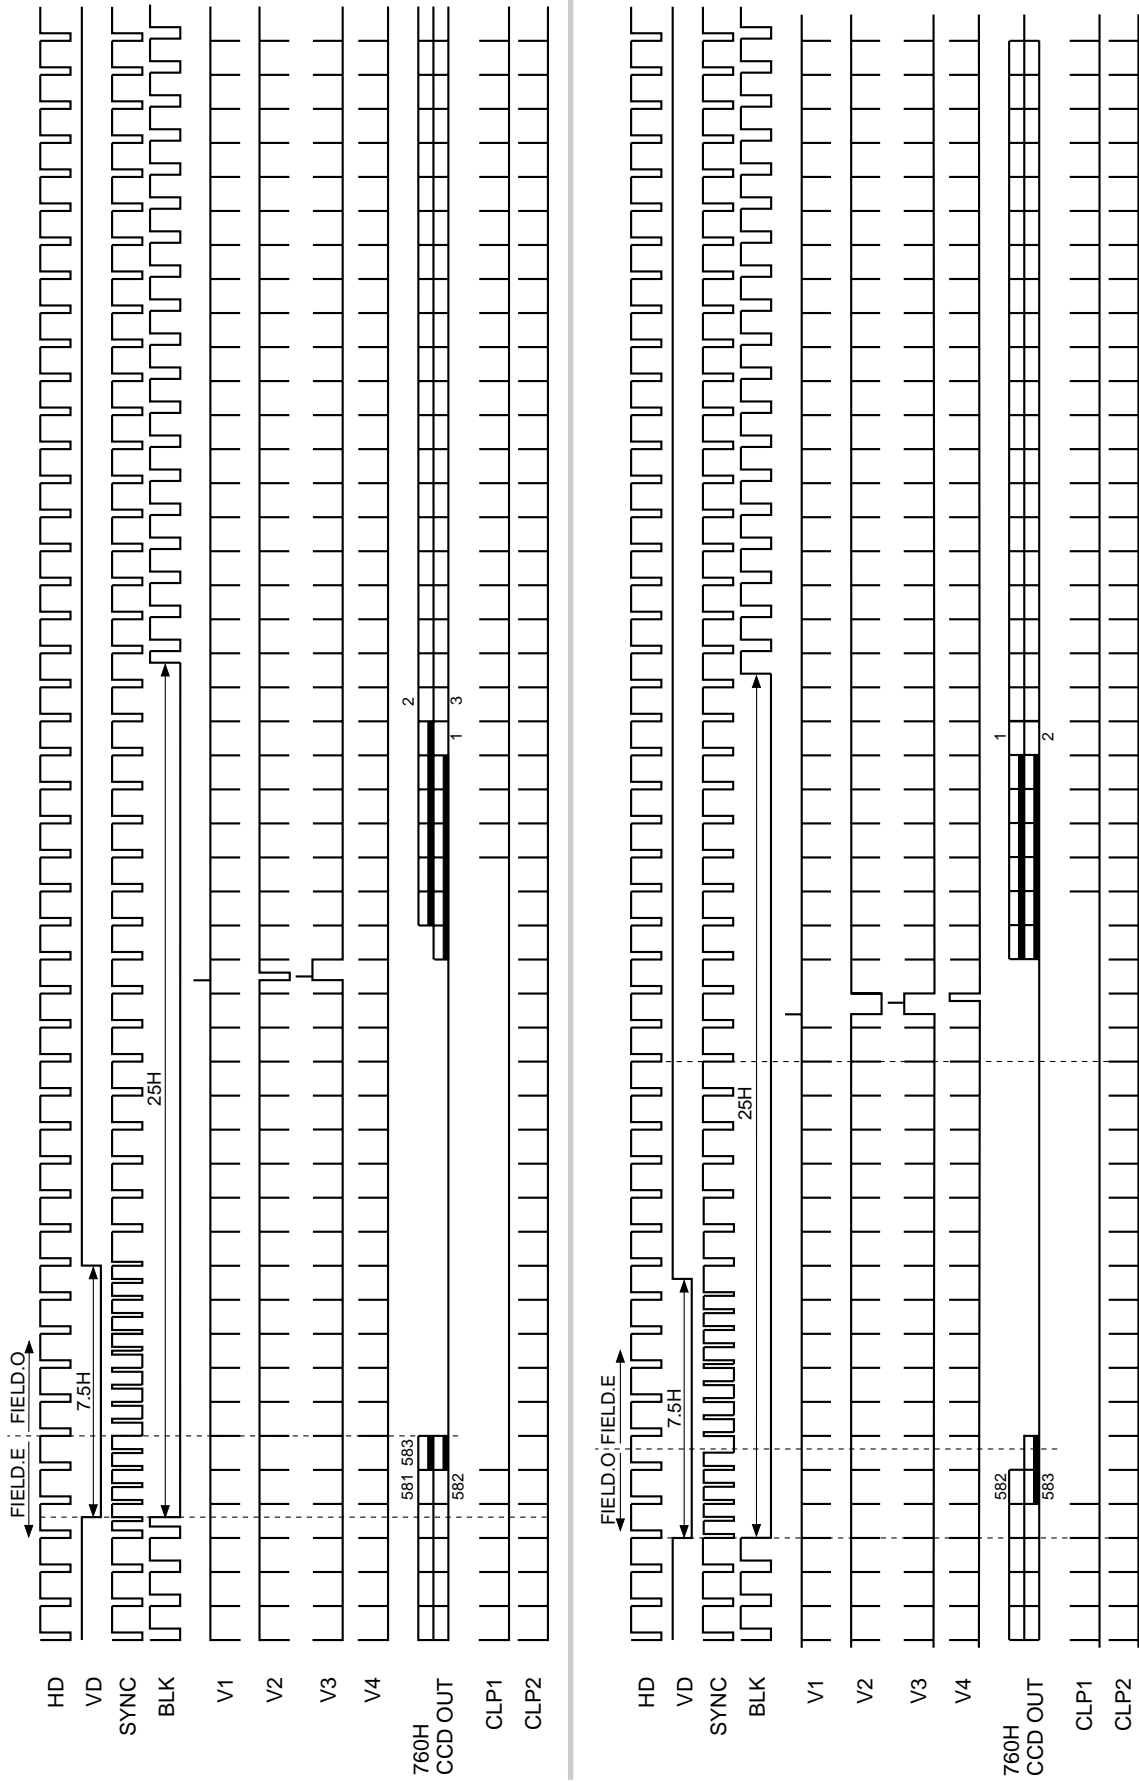 FIELD.E FIELD.O
HD
VD
7.5H
SYNC
BLK
25H
V1
V2
V3
V4
760H
CCD OUT
581 583
582
2
1
3
CLP1
CLP2
FIELD.O FIELD.E
HD
VD
7.5H
SYNC
BLK
25H
V1
V2
V3
V4
760H
CCD OUT
582
583
1
2
CLP1
CLP2